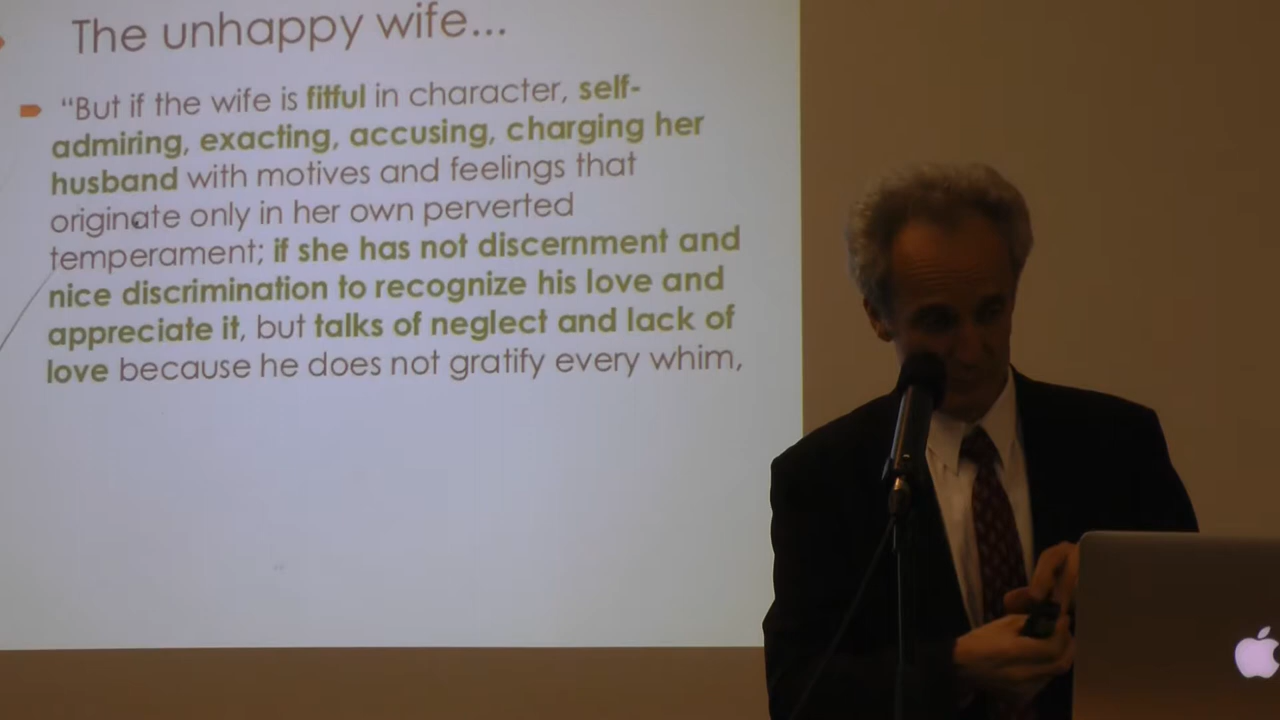 The unhappy wife...
“But if the wife is fitful in character, self-
admiring, exacting, accusing, charging her
husband with motives and feelings that
originate only in her own perverted
temperament; if she has not discernment and
nice discrimination to recognize his love and
appreciate it, but talks of neglect and lack of
love because he does not gratify every whim,